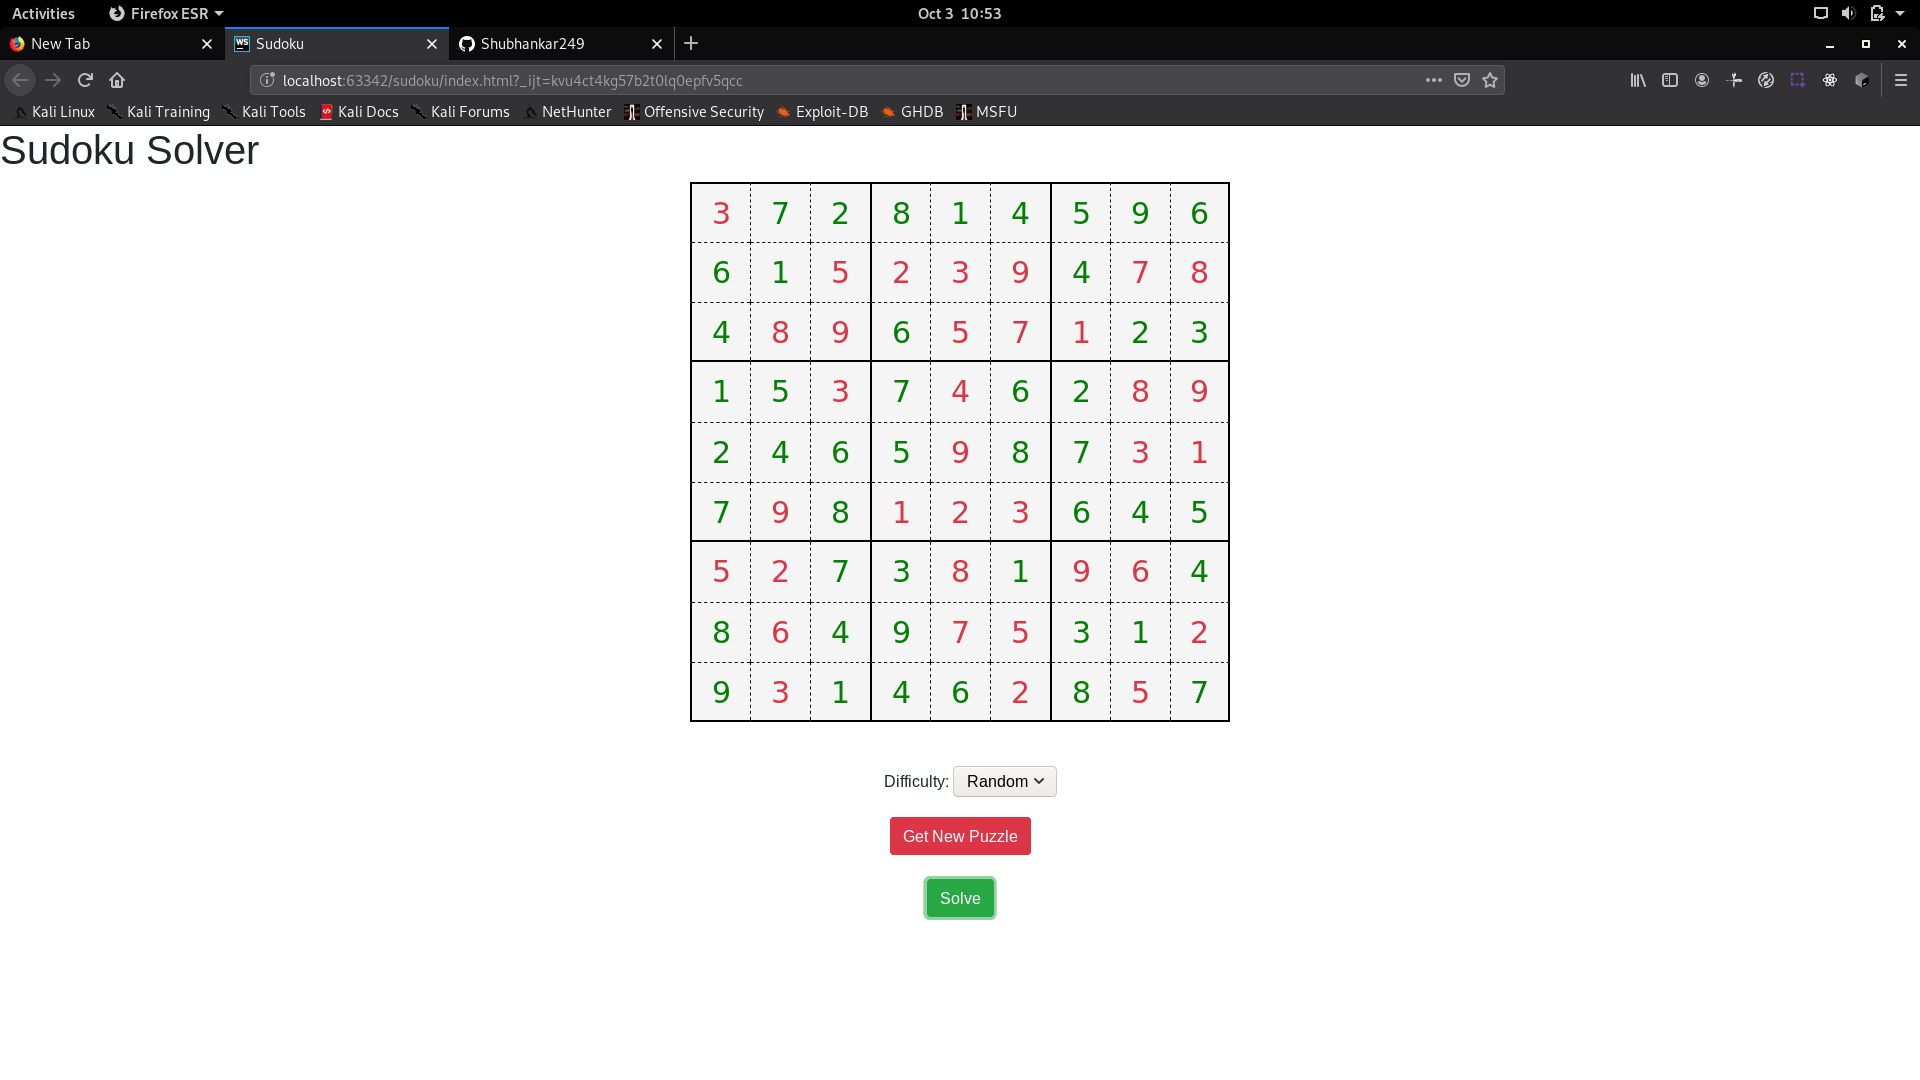 Activities Firefox ESR Oct 3 10:53
New Tab Sudoku Shubhankar249
localhost:63342/sudoku/index.html?_ijt=kvu4ct4kg57b2t0lq0epfv5qcc
Kali Linux Kali Training Kali Tools Kali Docs Kali Forums NetHunter Offensive Security Exploit-DB GHDB MSFU
Sudoku Solver
3 7 2 8 1 4 5 9 6
6 1 5 2 3 9 4 7 8
4 8 9 6 5 7 1 2 3
1 5 3 7 4 6 2 8 9
2 4 6 5 9 8 7 3 1
7 9 8 1 2 3 6 4 5
5 2 7 3 8 1 9 6 4
8 6 4 9 7 5 3 1 2
9 3 1 4 6 2 8 5 7
Difficulty: Random
Get New Puzzle
Solve